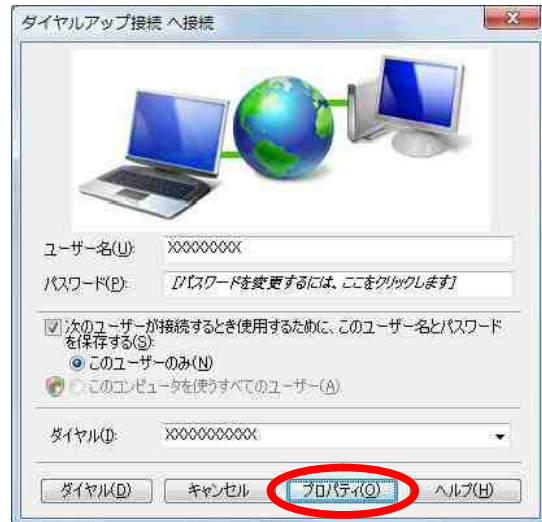 ダイヤルアップ接続 へ接続
ユーザー名(U): XXXXXXXXX
パスワード(P): [パスワードを変更するには、ここをクリックします]
次のユーザーが接続するとき使用するために、このユーザー名とパスワード
を保存する(S):
このユーザーのみ(N)
このコンピュータを使うすべてのユーザー(A)
ダイヤル(I): XXXXXXXXXXX
ダイヤル(D) キャンセル プロパティ(O) ヘルプ(H)